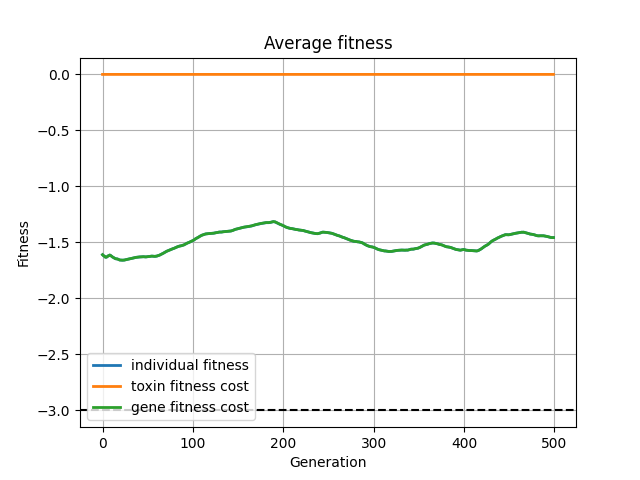 Average fitness
Fitness
0.0
−0.5
−1.0
−1.5
−2.0
−2.5
−3.0
individual fitness
toxin fitness cost
gene fitness cost
0 100 200 300 400 500
Generation